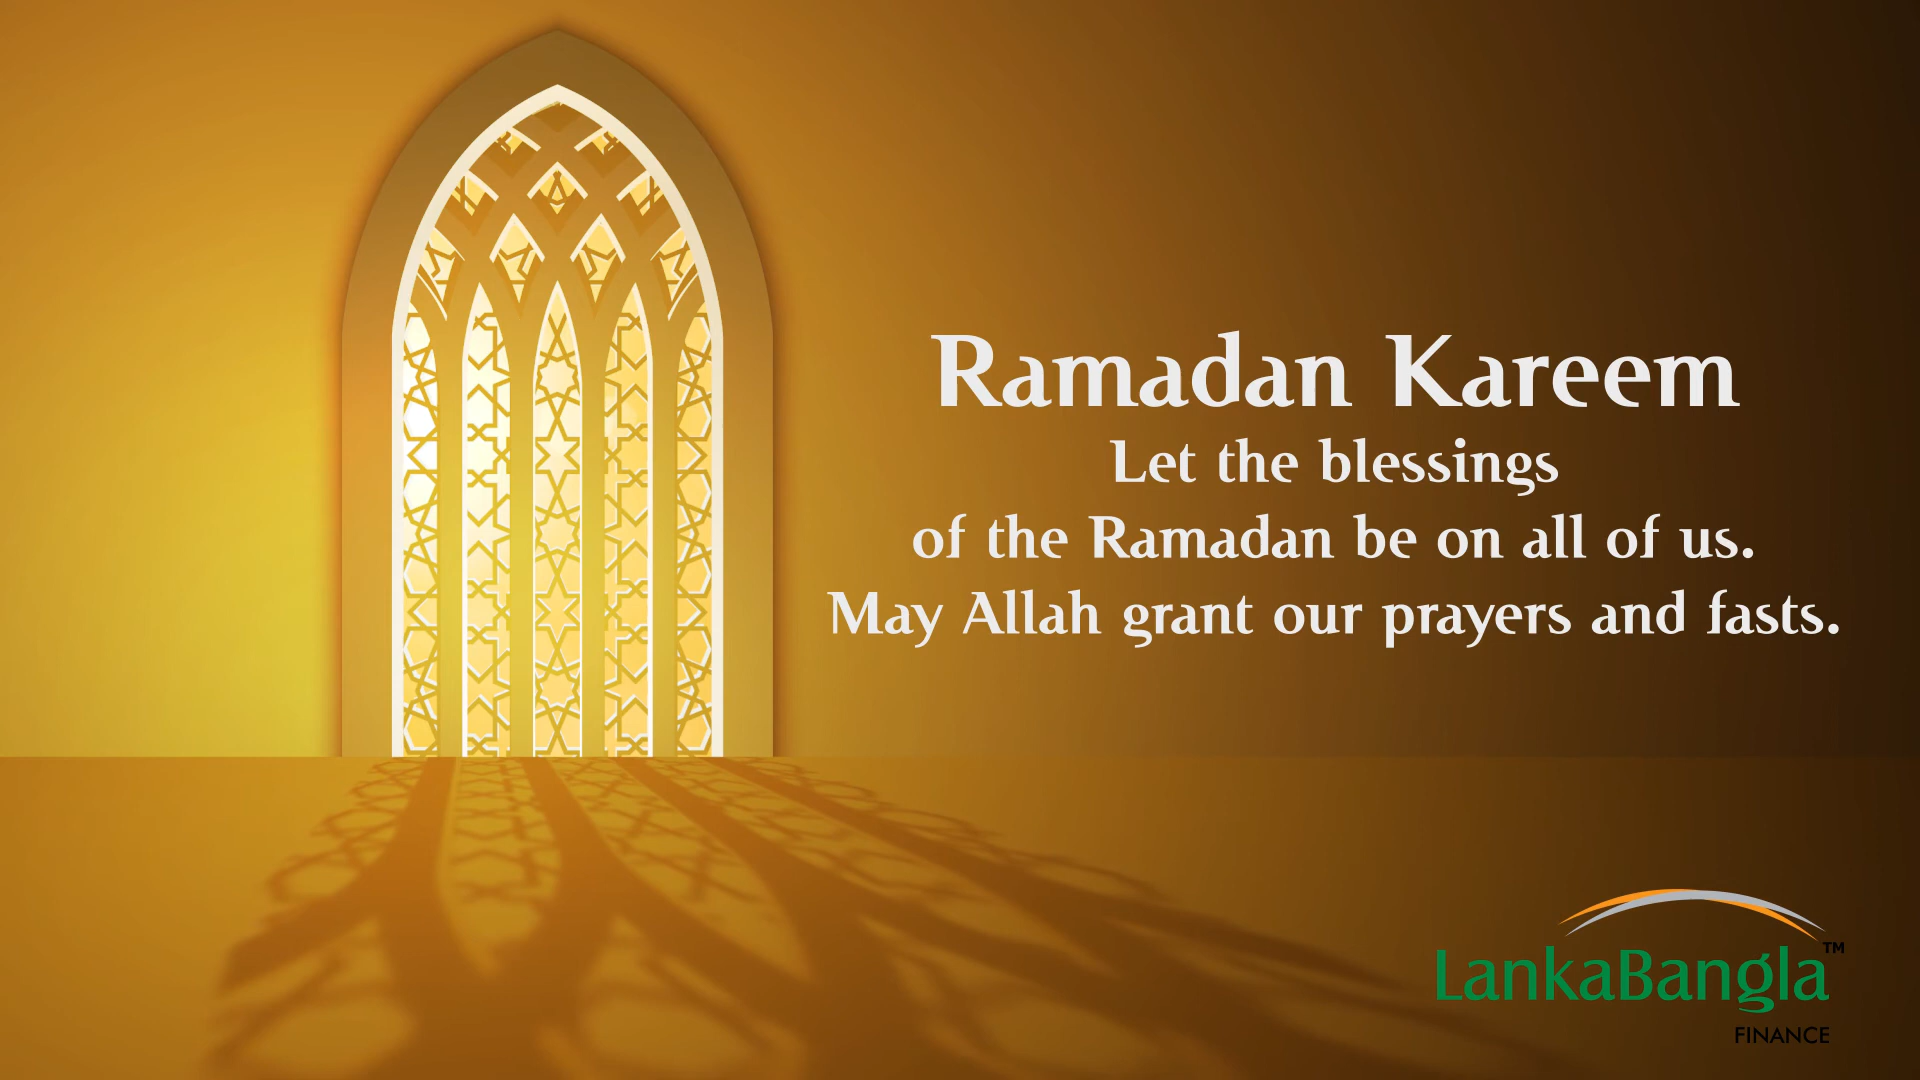 Ramadan Kareem
Let the blessings
of the Ramadan be on all of us.
May Allah grant our prayers and fasts.
LankaBangla™
FINANCE